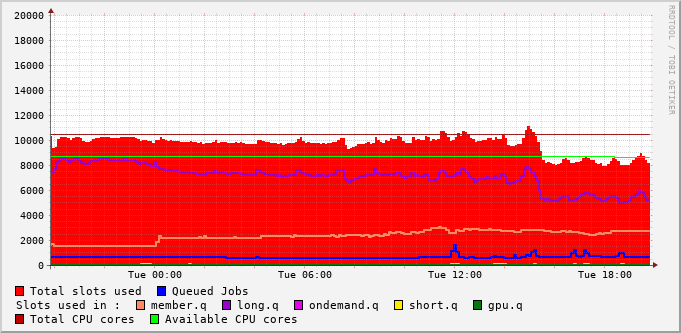 20000
18000
16000
14000
12000
10000
8000
6000
4000
2000
0
Tue 00:00 Tue 06:00 Tue 12:00 Tue 18:00
RRDTOOL / TOBI OETIKER
Total slots used Queued Jobs
Slots used in : member.q long.q ondemand.q short.q gpu.q
Total CPU cores Available CPU cores